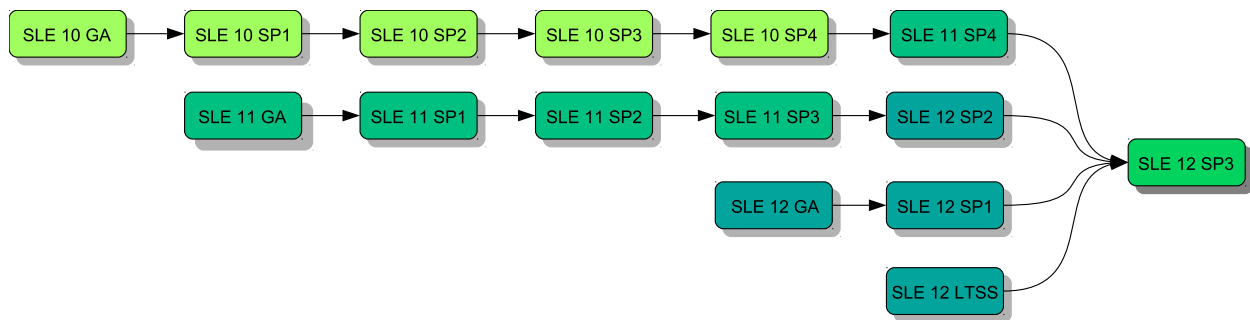 SLE 10 GA
SLE 10 SP1
SLE 10 SP2
SLE 10 SP3
SLE 10 SP4
SLE 11 SP4
SLE 11 GA
SLE 11 SP1
SLE 11 SP2
SLE 11 SP3
SLE 12 SP2
SLE 12 SP3
SLE 12 GA
SLE 12 SP1
SLE 12 LTSS